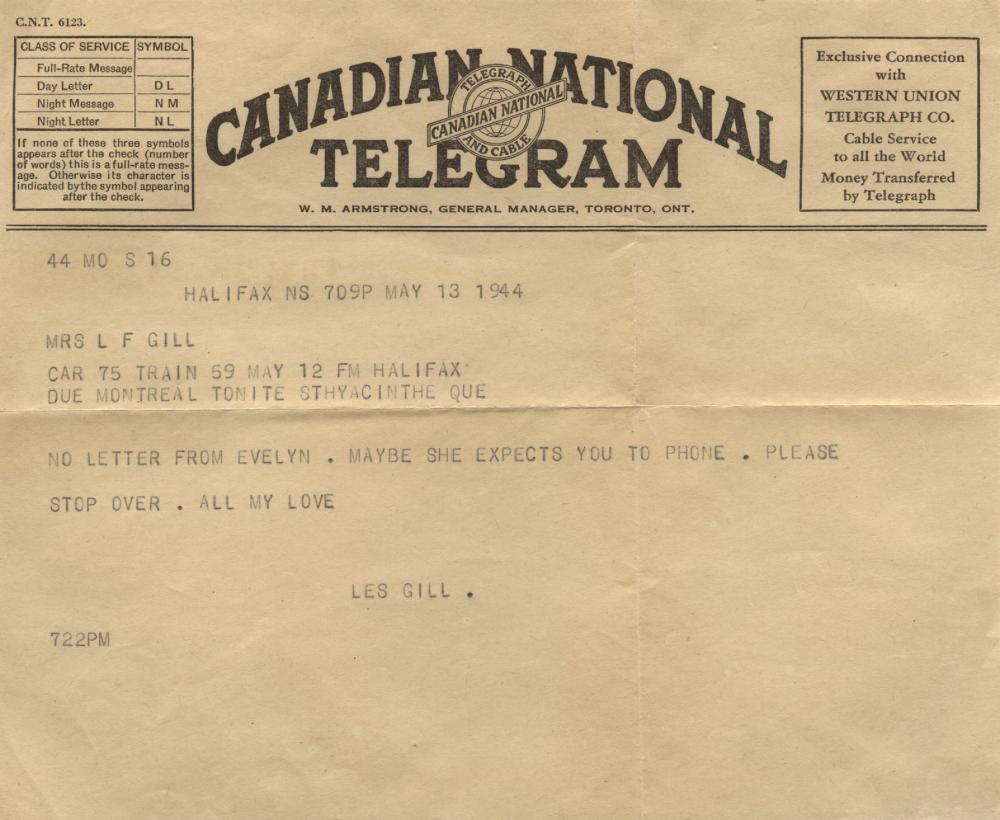 C.N.T. 6123.
CLASS OF SERVICE SYMBOL
Full-Rate Message
Day Letter D L
Night Message N M
Night Letter N L
If none of these three symbols
appears after the check (number
of words) this is a full-rate mess-
age. Otherwise its character is
indicated by the symbol appearing
after the check.
CANADIAN NATIONAL
TELEGRAPH
CANADIAN NATIONAL
AND CABLE
TELEGRAM
W. M. ARMSTRONG, GENERAL MANAGER, TORONTO, ONT.
Exclusive Connection
with
WESTERN UNION
TELEGRAPH CO.
Cable Service
to all the World
Money Transferred
by Telegraph
44 MO S 16
HALIFAX NS 709P MAY 13 1944
MRS L F GILL
CAR 75 TRAIN 59 MAY 12 FM HALIFAX
DUE MONTREAL TONITE STHYACINTHE QUE
NO LETTER FROM EVELYN . MAYBE SHE EXPECTS YOU TO PHONE . PLEASE
STOP OVER . ALL MY LOVE
LES GILL .
722PM